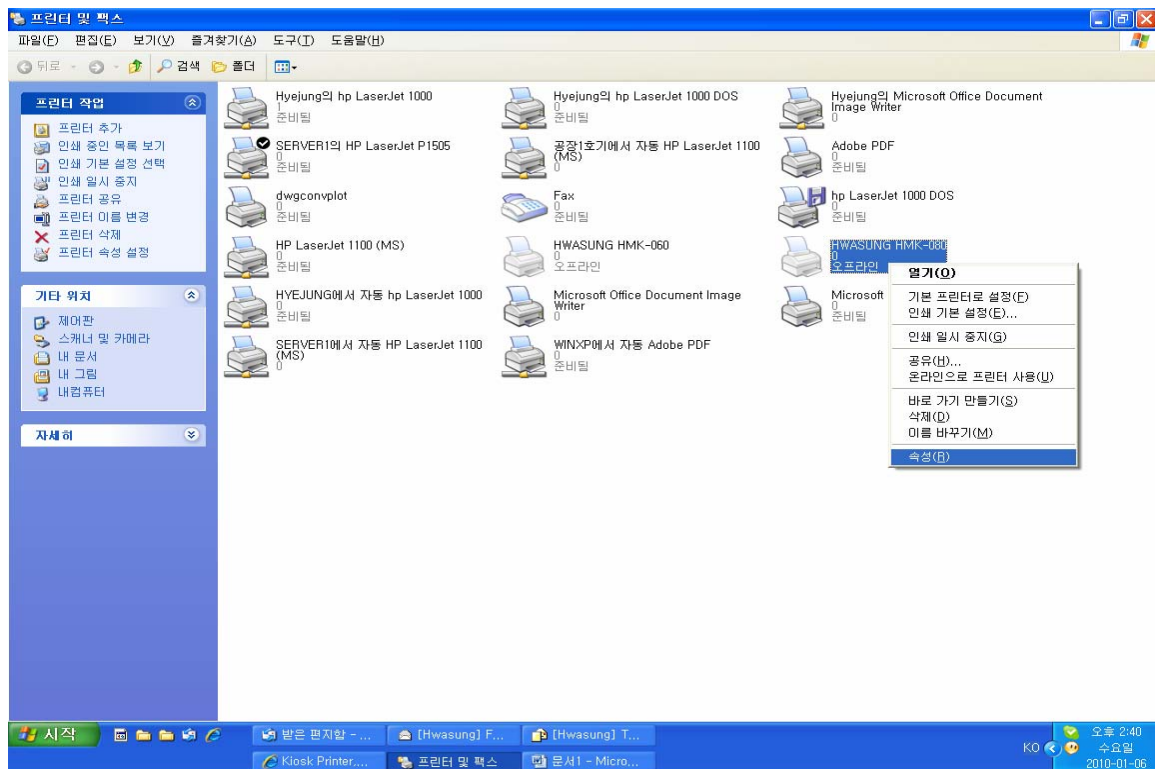 프린터 및 팩스
파일(F) 편집(E) 보기(V) 즐겨찾기(A) 도구(T) 도움말(H)
뒤로 검색 폴더
프린터 작업
프린터 추가
인쇄 중인 목록 보기
인쇄 기본 설정 선택
인쇄 일시 중지
프린터 공유
프린터 이름 변경
프린터 삭제
프린터 속성 설정
기타 위치
제어판
스캐너 및 카메라
내 문서
내 그림
내컴퓨터
자세히
Hyejung의 hp LaserJet 1000
1
준비됨
Hyejung의 hp LaserJet 1000 DOS
0
준비됨
Hyejung의 Microsoft Office Document
Image Writer
0
SERVER1의 HP LaserJet P1505
0
준비됨
공장1호기에서 자동 HP LaserJet 1100
(MS)
0
Adobe PDF
0
준비됨
dwgconvplot
0
준비됨
Fax
0
준비됨
hp LaserJet 1000 DOS
0
준비됨
HP LaserJet 1100 (MS)
0
준비됨
HWASUNG HMK-060
0
오프라인
HWASUNG HMK-080
0
오프라인
HYEJUNG에서 자동 hp LaserJet 1000
0
준비됨
Microsoft Office Document Image
Writer
0
Microsoft
0
준비됨
SERVER1에서 자동 HP LaserJet 1100
(MS)
0
WINXP에서 자동 Adobe PDF
0
준비됨
열기(O)
기본 프린터로 설정(F)
인쇄 기본 설정(E)...
인쇄 일시 중지(G)
공유(H)...
온라인으로 프린터 사용(U)
바로 가기 만들기(S)
삭제(D)
이름 바꾸기(M)
속성(R)
시작
받은 편지함 - ...
[Hwasung] F...
[Hwasung] T...
Kiosk Printer,...
프린터 및 팩스
문서1 - Micro...
KO
오후 2:40
수요일
2010-01-06